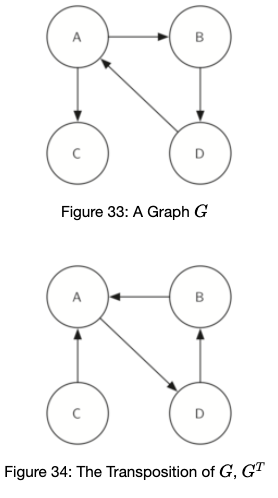 A B
C D
Figure 33: A Graph G
A B
C D
Figure 34: The Transposition of G, G^T